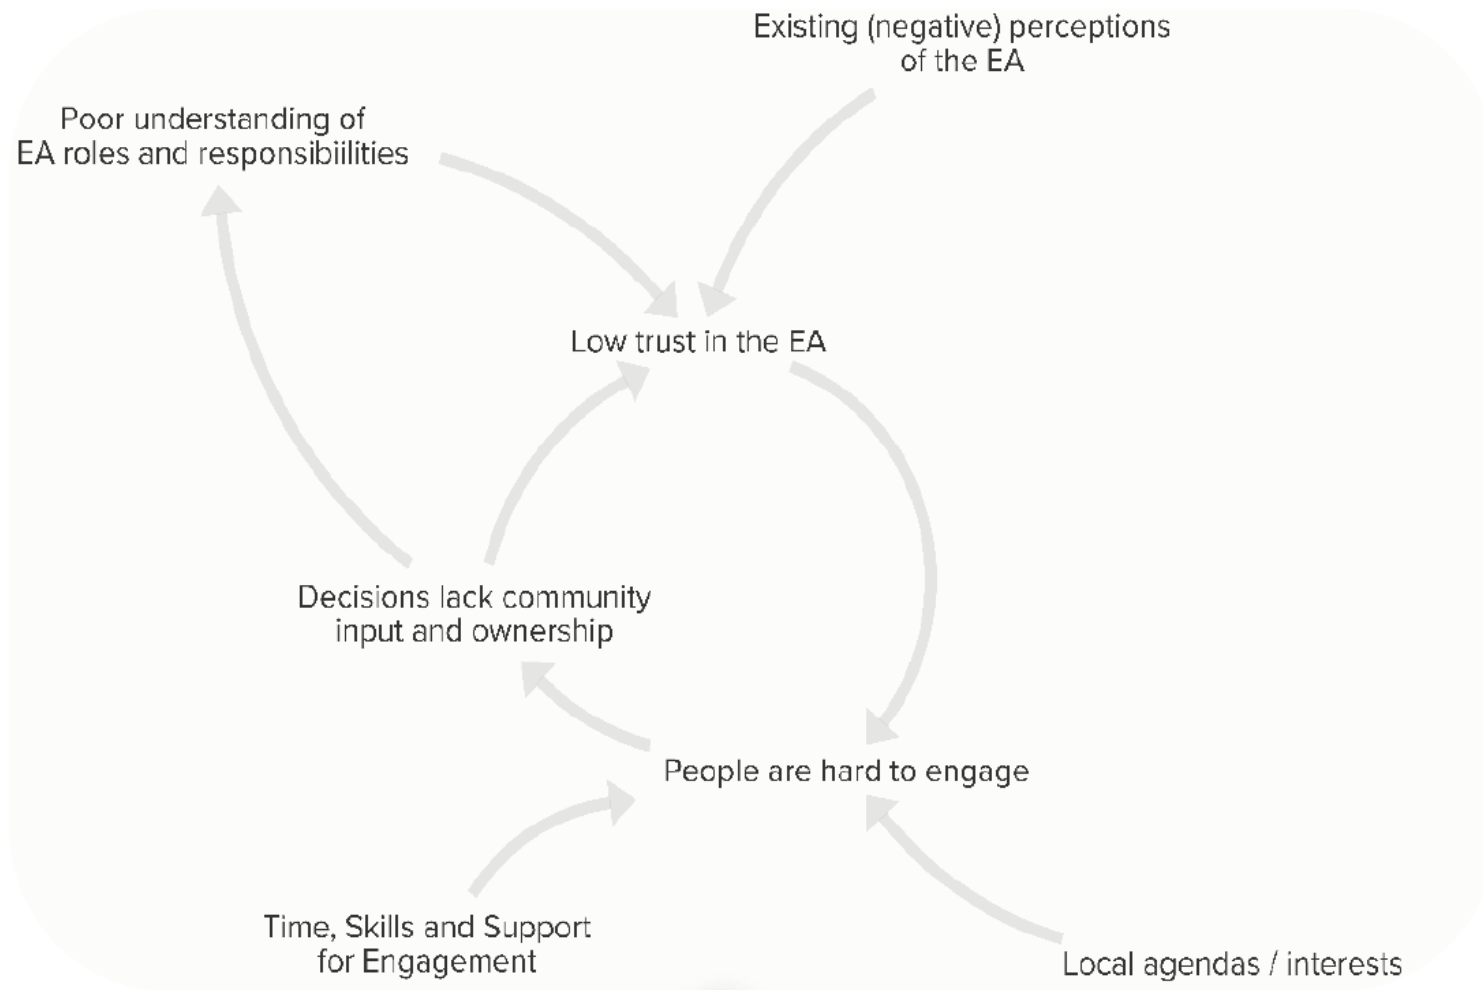 Existing (negative) perceptions
of the EA
Poor understanding of
EA roles and responsibiilities
Low trust in the EA
Decisions lack community
input and ownership
People are hard to engage
Time, Skills and Support
for Engagement
Local agendas / interests